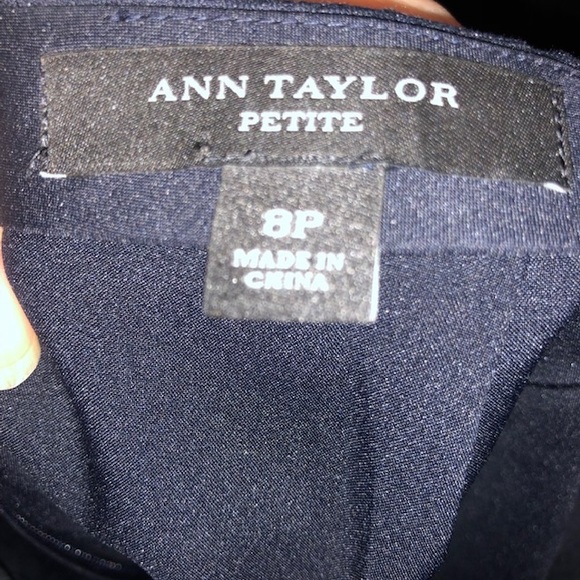 ANN TAYLOR
PETITE
8P
MADE IN
CHINA